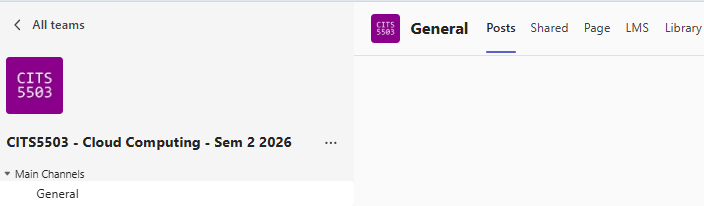 All teams
CITS
5503
CITS5503 - Cloud Computing - Sem 2 2026
Main Channels
General
CITS
5503
General
Posts
Shared
Page
LMS
Library